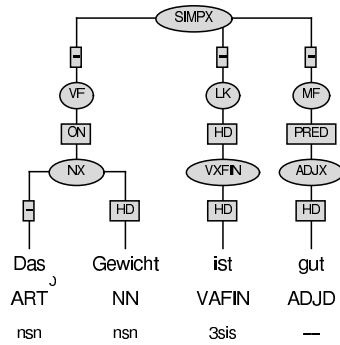 SIMPX
- - -
VF LK MF
ON HD PRED
NX VXFIN ADJX
- HD HD HD
Das Gewicht ist gut
ART J NN VAFIN ADJD
nsn nsn 3sis --